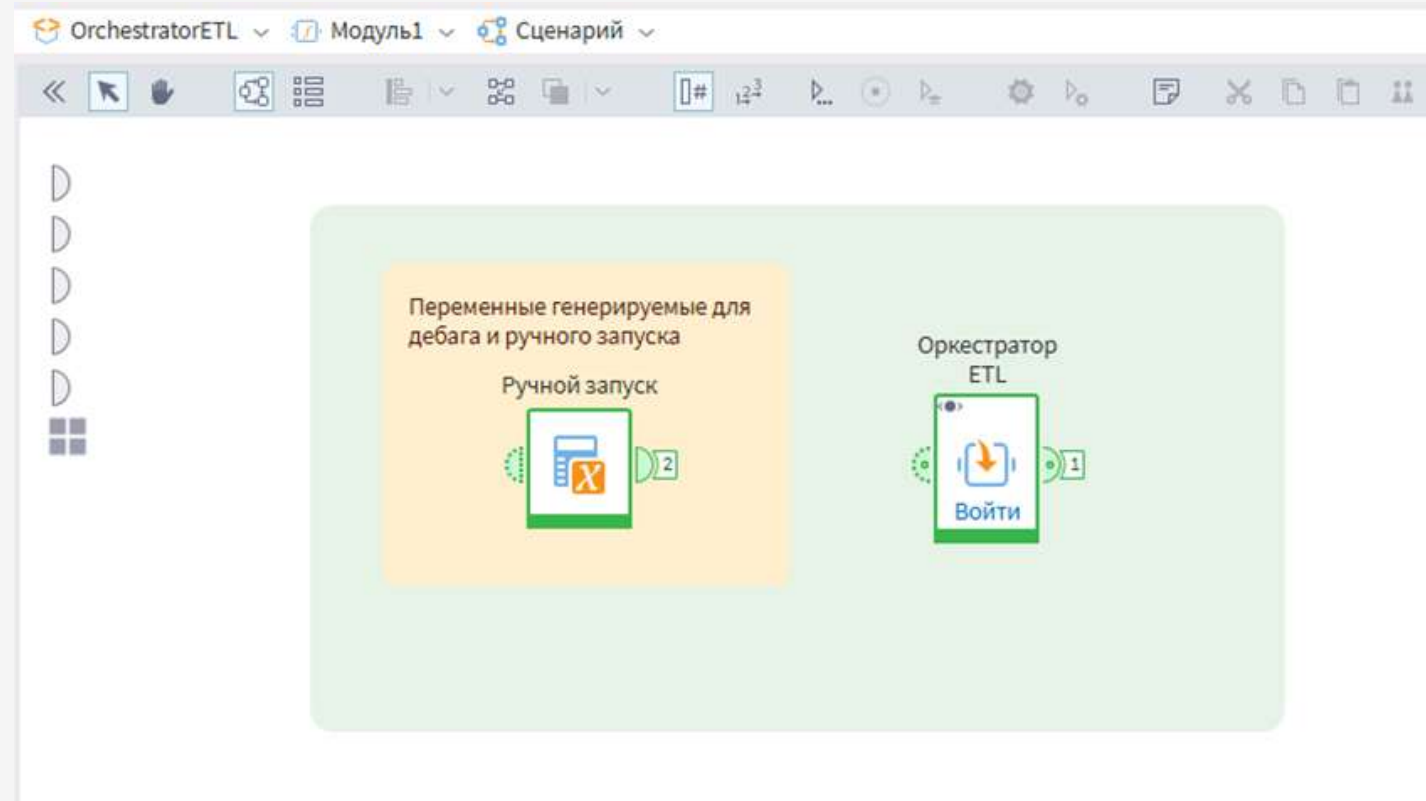 OrchestratorETL Модуль1 Сценарий
Переменные генерируемые для
дебага и ручного запуска
Ручной запуск
2
Оркестратор
ETL
Войти
1